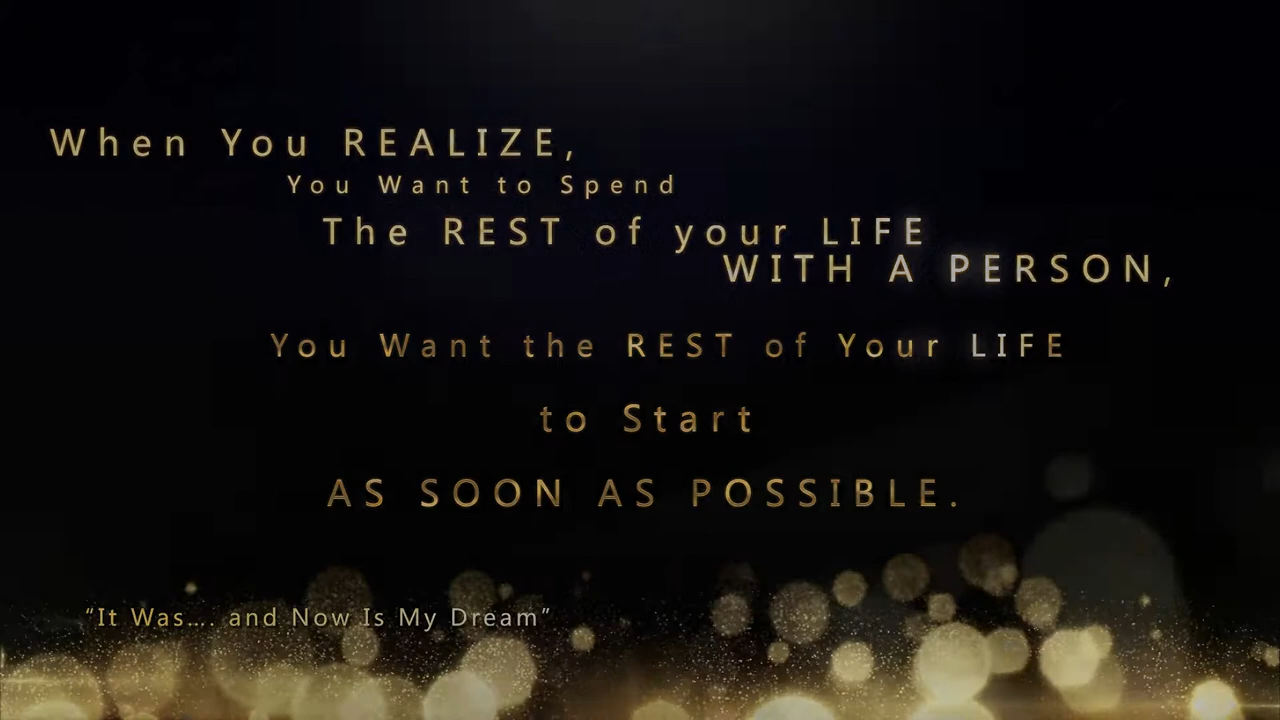 When You REALIZE,
You Want to Spend
The REST of your LIFE
WITH A PERSON,
You Want the REST of Your LIFE
to Start
AS SOON AS POSSIBLE.
“It Was…. and Now Is My Dream”